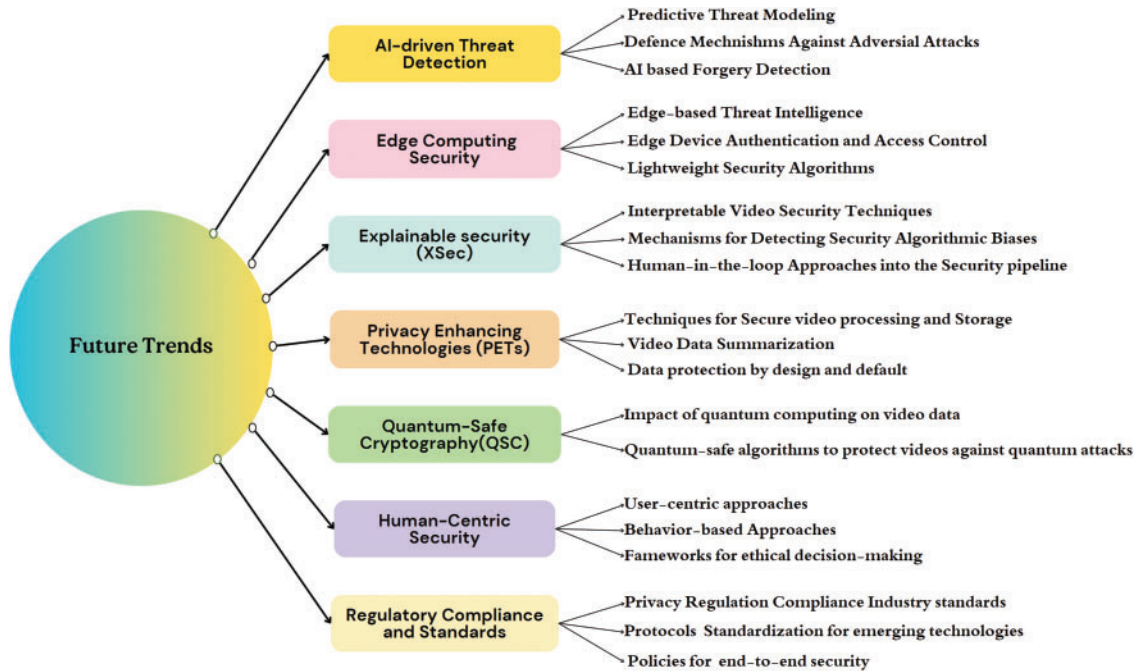 Future Trends
AI-driven Threat
Detection
Predictive Threat Modeling
Defence Mechnishms Against Adversial Attacks
AI based Forgery Detection
Edge Computing
Security
Edge-based Threat Intelligence
Edge Device Authentication and Access Control
Lightweight Security Algorithms
Explainable security
(XSec)
Interpretable Video Security Techniques
Mechanisms for Detecting Security Algorithmic Biases
Human-in-the-loop Approaches into the Security pipeline
Privacy Enhancing
Technologies (PETs)
Techniques for Secure video processing and Storage
Video Data Summarization
Data protection by design and default
Quantum-Safe
Cryptography(QSC)
Impact of quantum computing on video data
Quantum-safe algorithms to protect videos against quantum attacks
Human-Centric
Security
User-centric approaches
Behavior-based Approaches
Fameworks for ethical decision-making
Regulatory Compliance
and Standards
Privacy Regulation Compliance Industry standards
Protocols Standardization for emerging technologies
Policies for end-to-end security